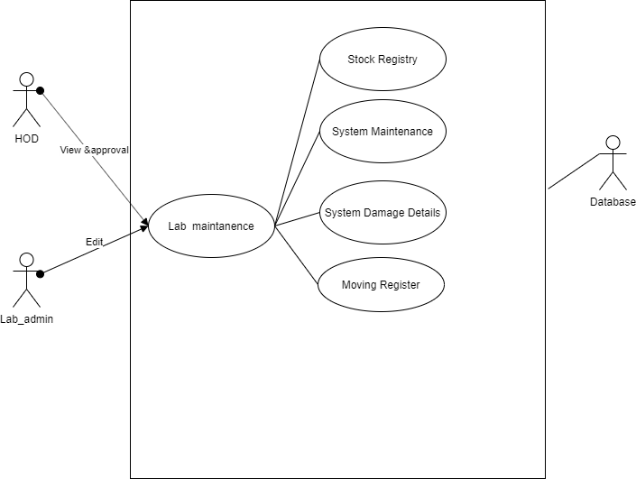 Stock Registry
HOD
View &approval
System Maintenance
Database
System Damage Details
Lab  maintanence
Edit
Moving Register
Lab_admin